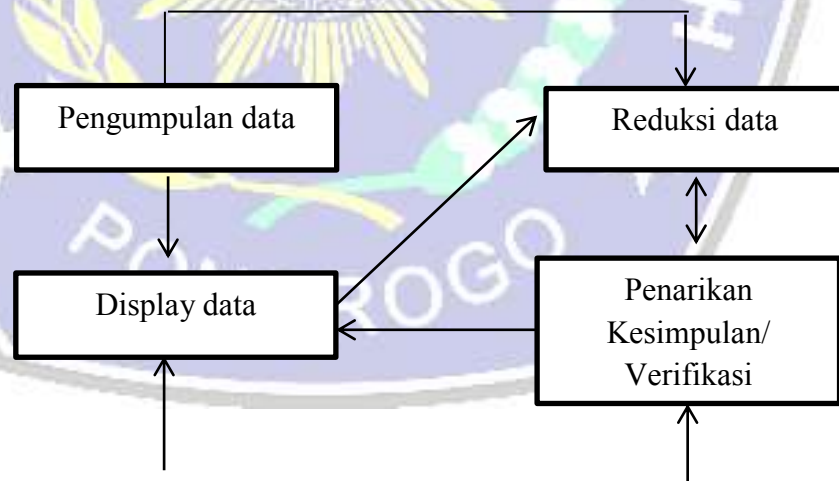 Pengumpulan data
Reduksi data
Display data
Penarikan
Kesimpulan/
Verifikasi